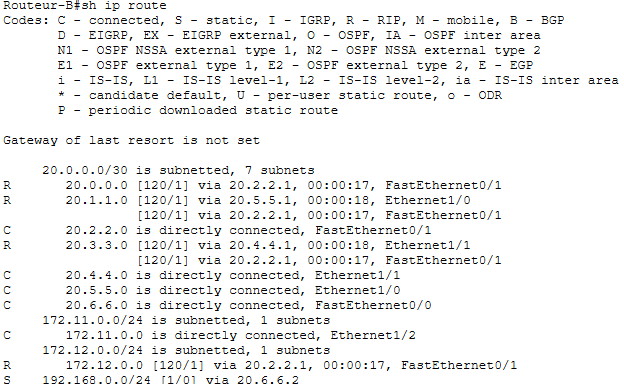 Routeur-B#sh ip route
Codes: C - connected, S - static, I - IGRP, R - RIP, M - mobile, B - BGP
       D - EIGRP, EX - EIGRP external, O - OSPF, IA - OSPF inter area
       N1 - OSPF NSSA external type 1, N2 - OSPF NSSA external type 2
       E1 - OSPF external type 1, E2 - OSPF external type 2, E - EGP
       i - IS-IS, L1 - IS-IS level-1, L2 - IS-IS level-2, ia - IS-IS inter area
       * - candidate default, U - per-user static route, o - ODR
       P - periodic downloaded static route
Gateway of last resort is not set
     20.0.0.0/30 is subnetted, 7 subnets
R       20.0.0.0 [120/1] via 20.2.2.1, 00:00:17, FastEthernet0/1
R       20.1.1.0 [120/1] via 20.5.5.1, 00:00:18, Ethernet1/0
                 [120/1] via 20.2.2.1, 00:00:17, FastEthernet0/1
C       20.2.2.0 is directly connected, FastEthernet0/1
R       20.3.3.0 [120/1] via 20.4.4.1, 00:00:18, Ethernet1/1
                 [120/1] via 20.2.2.1, 00:00:17, FastEthernet0/1
C       20.4.4.0 is directly connected, Ethernet1/1
C       20.5.5.0 is directly connected, Ethernet1/0
C       20.6.6.0 is directly connected, FastEthernet0/0
     172.11.0.0/24 is subnetted, 1 subnets
C       172.11.0.0 is directly connected, Ethernet1/2
     172.12.0.0/24 is subnetted, 1 subnets
R       172.12.0.0 [120/1] via 20.2.2.1, 00:00:17, FastEthernet0/1
S    192.168.0.0/24 [1/0] via 20.6.6.2